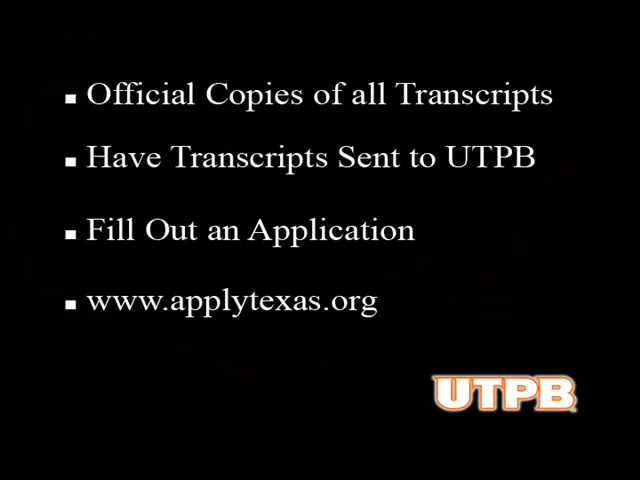 Official Copies of all Transcripts
Have Transcripts Sent to UTPB
Fill Out an Application
www.applytexas.org
UTPB